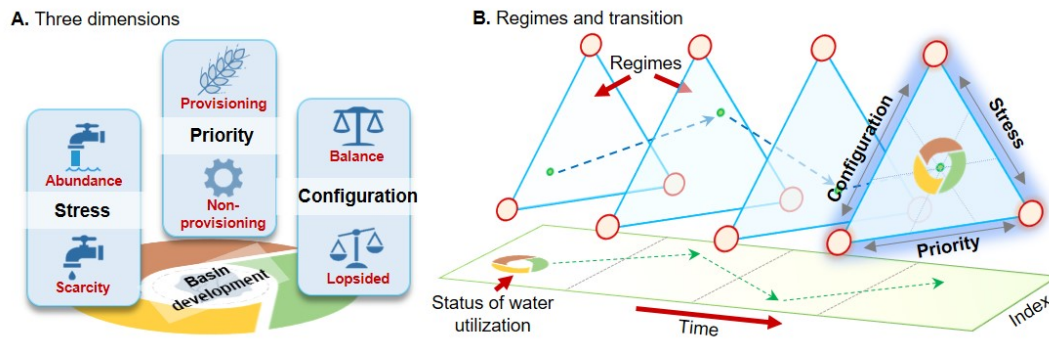 A. Three dimensions
Provisioning
Priority
Non-
provisioning
Abundance
Stress
Scarcity
Balance
Configuration
Lopsided
Basin
development
B. Regimes and transition
Regimes
Configuration
Stress
Priority
Status of water
utilization
Time
Index